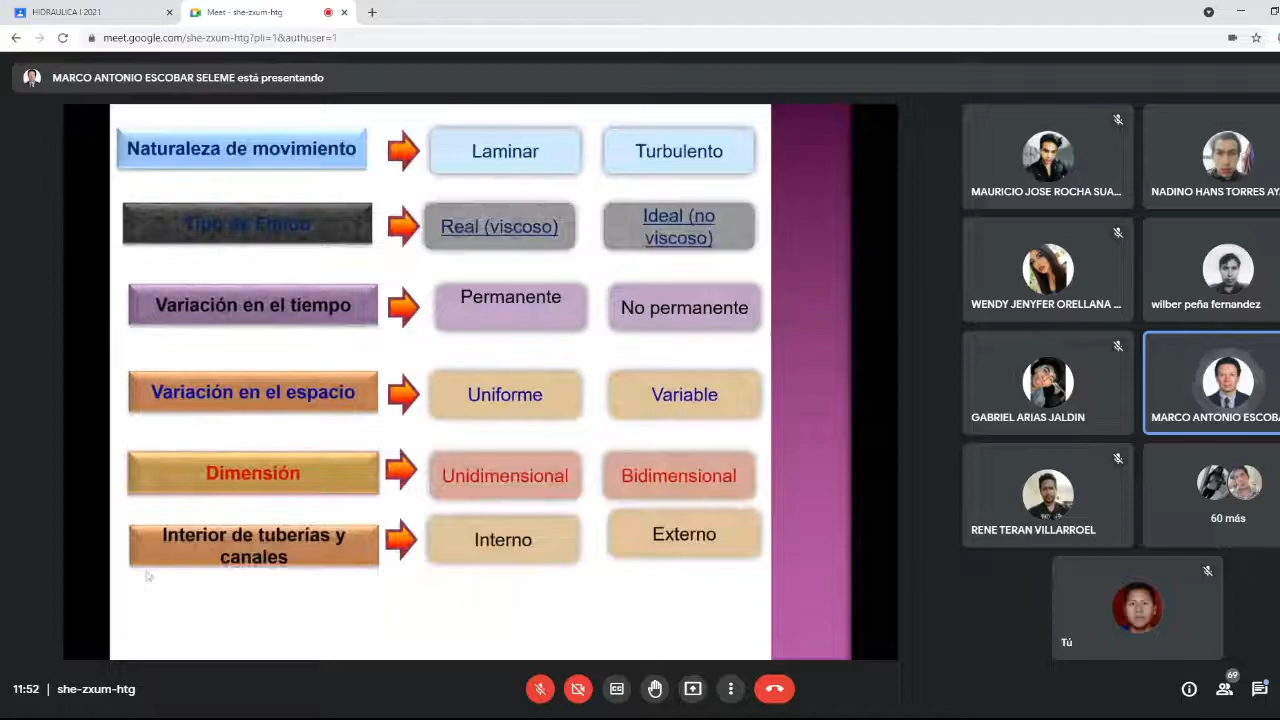 HIDRAULICA I 2021
Meet - she-zxum-htg
meet.google.com/she-zxum-htg?pli=1&authuser=1
MARCO ANTONIO ESCOBAR SELEME está presentando
Naturaleza de movimiento
Laminar
Turbulento
Tipo de
Real (viscoso)
Ideal (no
viscoso)
Variación en el tiempo
Permanente
No permanente
Variación en el espacio
Uniforme
Variable
Dimensión
Unidimensional
Bidimensional
Interior de tuberías y
canales
Interno
Externo
MAURICIO JOSE ROCHA SUA...
NADINO HANS TORRES AY
WENDY JENYFER ORELLANA ...
wilber peña fernandez
GABRIEL ARIAS JALDIN
MARCO ANTONIO ESCOBA
RENE TERAN VILLARROEL
60 más
Tú
11:52 | she-zxum-htg
69